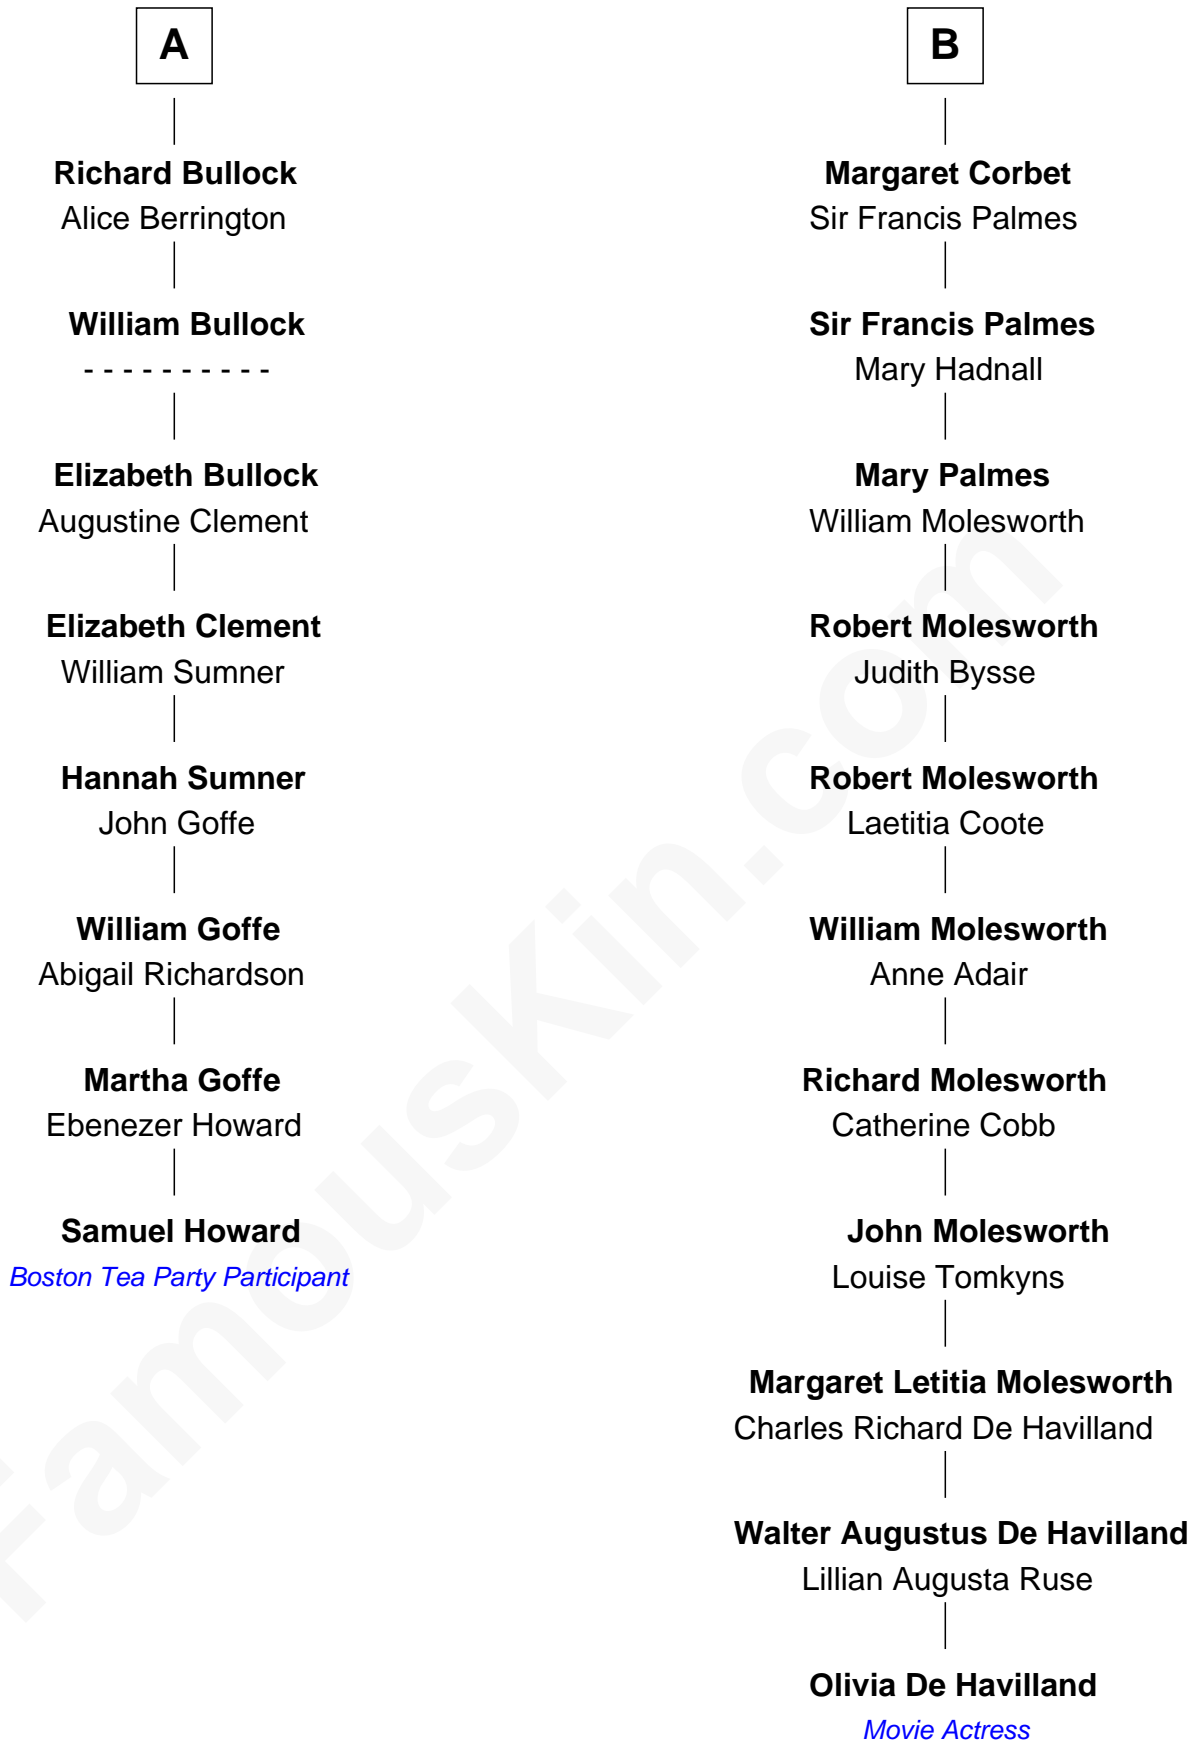 A
Richard Bullock
Alice Berrington
William Bullock
- - - - - - - - - -
Elizabeth Bullock
Augustine Clement
Elizabeth Clement
William Sumner
Hannah Sumner
John Goffe
William Goffe
Abigail Richardson
Martha Goffe
Ebenezer Howard
Samuel Howard
Boston Tea Party Participant
B
Margaret Corbet
Sir Francis Palmes
Sir Francis Palmes
Mary Hadnall
Mary Palmes
William Molesworth
Robert Molesworth
Judith Bysse
Robert Molesworth
Laetitia Coote
William Molesworth
Anne Adair
Richard Molesworth
Catherine Cobb
John Molesworth
Louise Tomkyns
Margaret Letitia Molesworth
Charles Richard De Havilland
Walter Augustus De Havilland
Lillian Augusta Ruse
Olivia De Havilland
Movie Actress
FamousKin.com